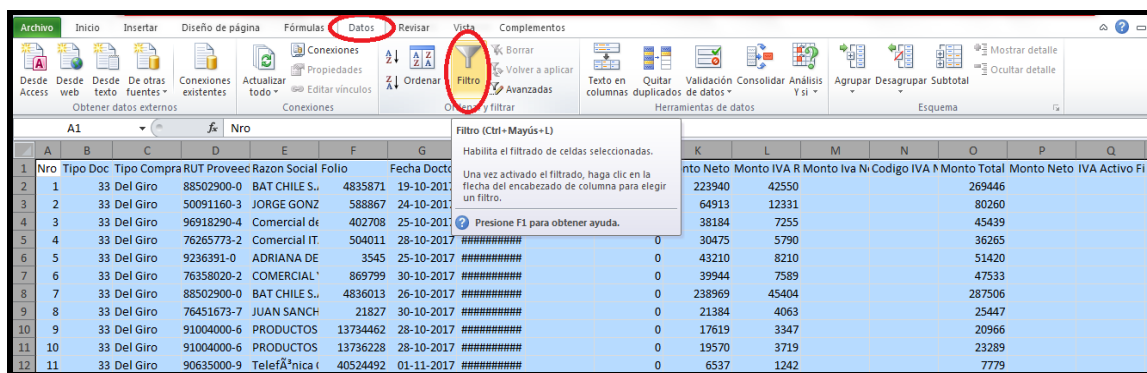 Archivo Inicio Insertar Diseño de página Fórmulas Datos Revisar Vista Complementos
Desde Access
Desde web
Desde texto
De otras fuentes
Conexiones existentes
Obtener datos externos
Actualizar todo
Conexiones
Propiedades
Editar vínculos
Conexiones
Ordenar
Filtro
Borrar
Volver a aplicar
Avanzadas
Ordenar y filtrar
Texto en columnas
Quitar duplicados
Validación de datos
Consolidar
Análisis Y si
Herramientas de datos
Agrupar
Desagrupar
Subtotal
Mostrar detalle
Ocultar detalle
Esquema
A1 fx Nro
Filtro (Ctrl+Mayús+L)
Habilita el filtrado de celdas seleccionadas.
Una vez activado el filtrado, haga clic en la
flecha del encabezado de columna para elegir
un filtro.
Presione F1 para obtener ayuda.
A B C D E F G K L M N O P Q
1 Nro Tipo Doc Tipo Compra RUT Proveed Razon Social Folio Fecha Docto nto Neto Monto IVA R Monto Iva N Codigo IVA N Monto Total Monto Neto IVA Activo Fi
2 1 33 Del Giro 88502900-0 BAT CHILE S. 4835871 19-10-201 223940 42550 269446
3 2 33 Del Giro 50091160-3 JORGE GONZ 588867 24-10-201 64913 12331 80260
4 3 33 Del Giro 96918290-4 Comercial de 402708 25-10-201 38184 7255 45439
5 4 33 Del Giro 76265773-2 Comercial IT. 504011 28-10-2017 ########## 0 30475 5790 36265
6 5 33 Del Giro 9236391-0 ADRIANA DE 3545 25-10-2017 ########## 0 43210 8210 51420
7 6 33 Del Giro 76358020-2 COMERCIAL 869799 30-10-2017 ########## 0 39944 7589 47533
8 7 33 Del Giro 88502900-0 BAT CHILE S. 4836013 26-10-2017 ########## 0 238969 45404 287506
9 8 33 Del Giro 76451673-7 JUAN SANCH 21827 30-10-2017 ########## 0 21384 4063 25447
10 9 33 Del Giro 91004000-6 PRODUCTOS 13734462 28-10-2017 ########## 0 17619 3347 20966
11 10 33 Del Giro 91004000-6 PRODUCTOS 13736228 28-10-2017 ########## 0 19570 3719 23289
12 11 33 Del Giro 90635000-9 TelefÃ³nica ( 40524492 01-11-2017 ########## 0 6537 1242 7779